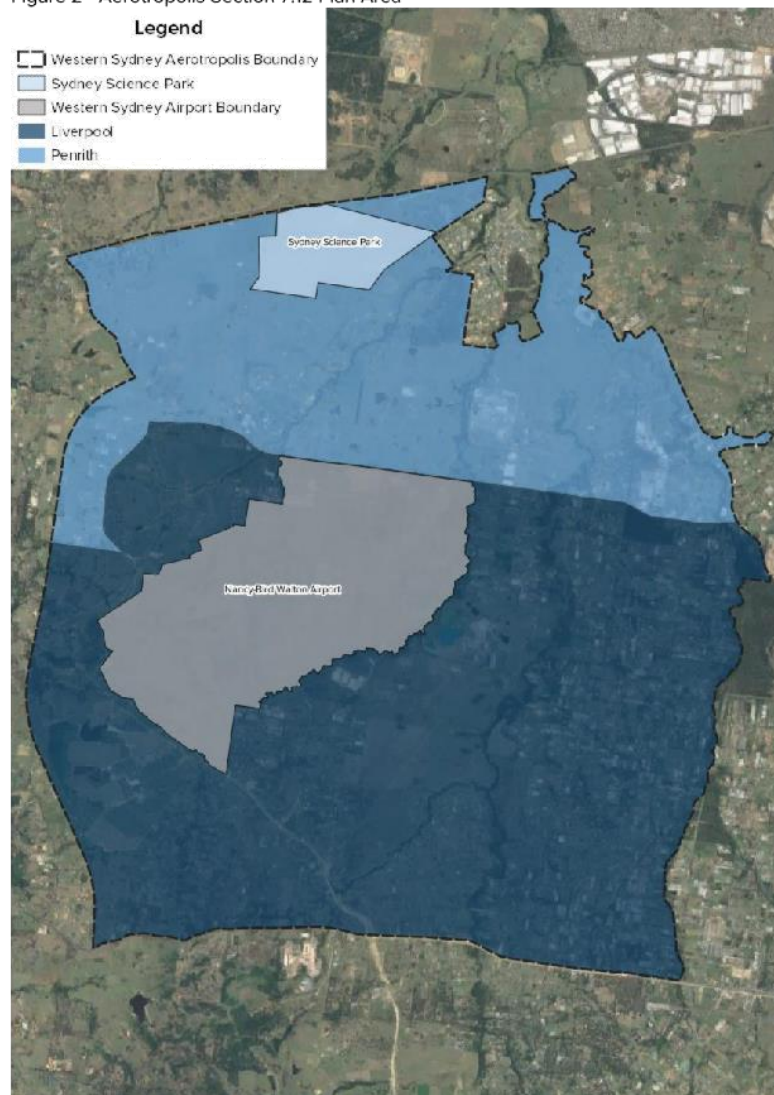 Figure 2 - Aerotropolis Section 7.12 Plan Area
Legend
Western Sydney Aerotropolis Boundary
Sydney Science Park
Western Sydney Airport Boundary
Liverpool
Penrith
Sydney Science Park
Nancy-Bird Walton Airport